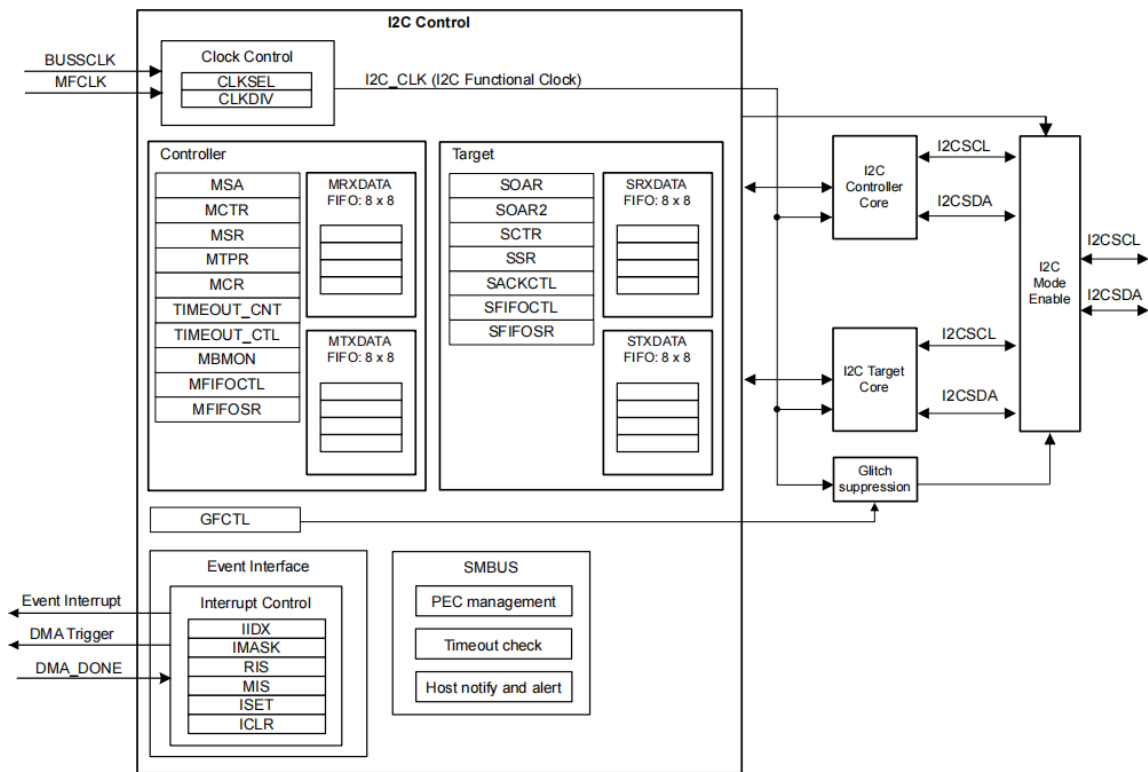 I2C Control
BUSSCLK
MFCLK
Clock Control
CLKSEL
CLKDIV
I2C_CLK (I2C Functional Clock)
Controller
MSA
MCTR
MSR
MTPR
MCR
TIMEOUT_CNT
TIMEOUT_CTL
MBMON
MFIFOCTL
MFIFOSR
MRXDATA
FIFO: 8 x 8
MTXDATA
FIFO: 8 x 8
Target
SOAR
SOAR2
SCTR
SSR
SACKCTL
SFIFOCTL
SFIFOSR
SRXDATA
FIFO: 8 x 8
STXDATA
FIFO: 8 x 8
I2C
Controller
Core
I2CSCL
I2CSDA
I2C Target
Core
I2CSCL
I2CSDA
I2C
Mode
Enable
I2CSCL
I2CSDA
Glitch
suppression
GFCTL
Event Interface
Interrupt Control
IIDX
IMASK
RIS
MIS
ISET
ICLR
Event Interrupt
DMA Trigger
DMA_DONE
SMBUS
PEC management
Timeout check
Host notify and alert